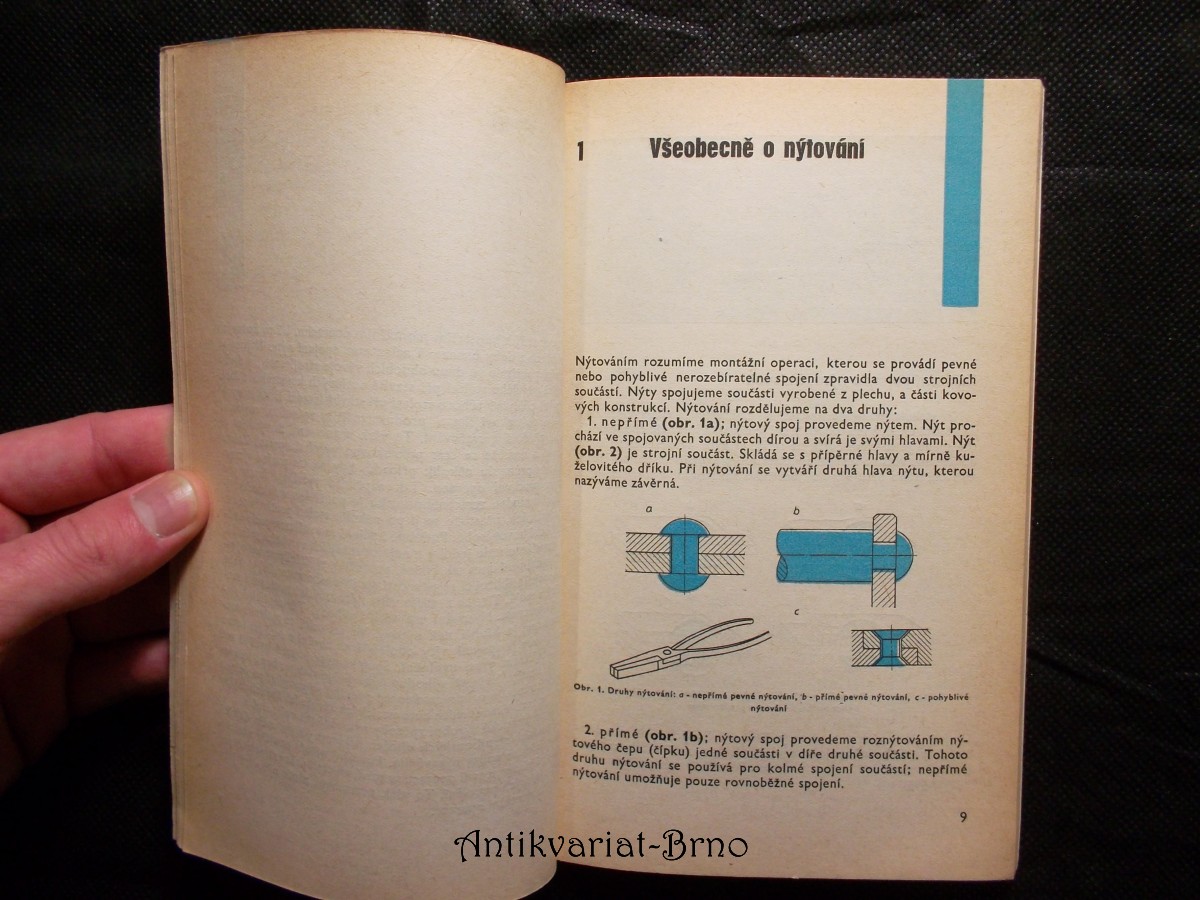 1 Všeobecně o nýtování
Nýtováním rozumíme montážní operaci, kterou se provádí pevné
nebo pohyblivé nerozebíratelné spojení zpravidla dvou strojních
součástí. Nýty spojujeme součásti vyrobené z plechu, a části kovo-
vých konstrukcí. Nýtování rozdělujeme na dva druhy:
1. nepřímé (obr. 1a); nýtový spoj provedeme nýtem. Nýt pro-
chází ve spojovaných součástech dírou a svírá je svými hlavami. Nýt
(obr. 2) je strojní součást. Skládá se s přípěrné hlavy a mírně ku-
želovitého dříku. Při nýtování se vytváří druhá hlava nýtu, kterou
nazýváme závěrná.
a
b
c
Obr. 1. Druhy nýtování: a - nepřímé pevné nýtování, b - přímé pevné nýtování, c - pohyblivé
nýtování
2. přímé (obr. 1b); nýtový spoj provedeme roznýtováním ný-
tového čepu (čípku) jedné součásti v díře druhé součásti. Tohoto
druhu nýtování se používá pro kolmé spojení součástí; nepřímé
nýtování umožňuje pouze rovnoběžné spojení.
9
Antikvariat-Brno